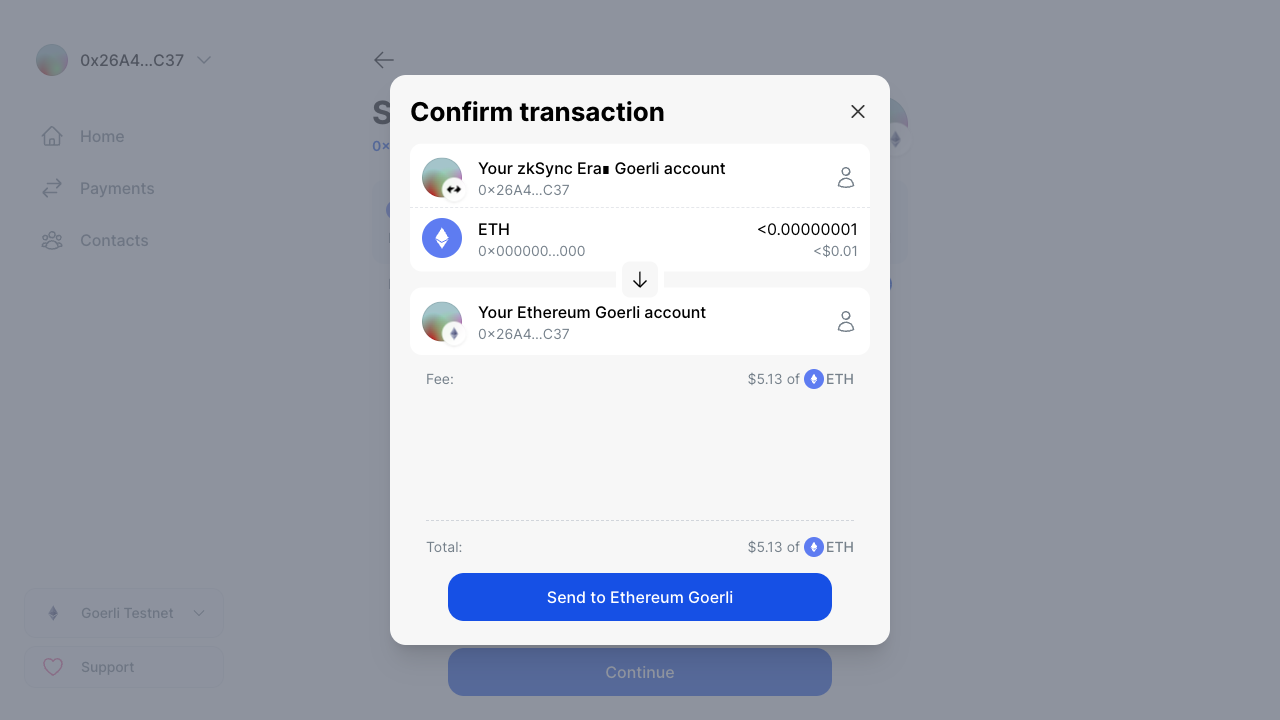 0x26A4...C37
Home
Payments
Contacts
Goerli Testnet
Support
Confirm transaction
Your zkSync Era∎ Goerli account
0×26A4...C37
ETH
<0.00000001
0×000000...000
<$0.01
Your Ethereum Goerli account
0×26A4...C37
Fee:
$5.13 of ETH
Total:
$5.13 of ETH
Send to Ethereum Goerli
Continue